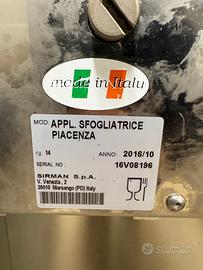 made in Italy
MOD. APPL. SFOGLIATRICE
PIACENZA
Kg. 14 ANNO: 2016/10
SERIAL NO : 16V08196
SIRMAN S.p.A.
V. Venezia , 2
35010 Marsango (PD) Italy
subito